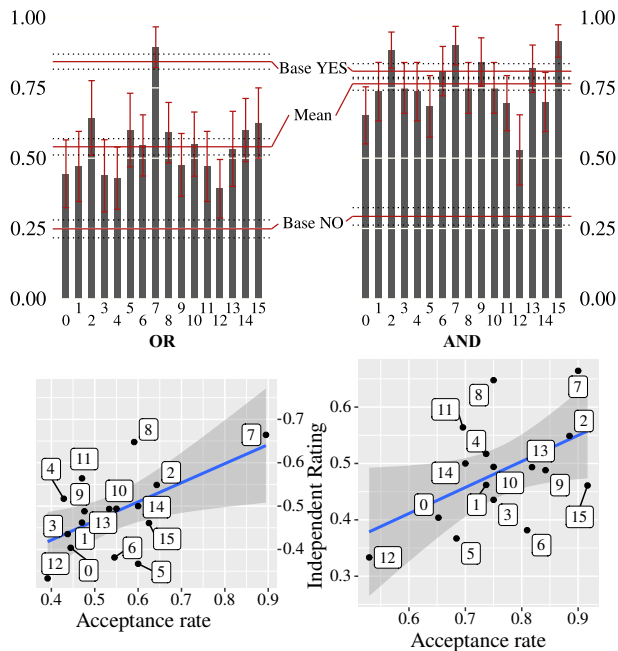 1.00 1.00
Base YES
0.75 0.75
Mean
0.50 0.50
0.25 Base NO 0.25
0.00 0.00
1 3 5 7 9 11 13 15 1 3 5 7 9 11 13 15
0 2 4 6 8 10 12 14 0 2 4 6 8 10 12 14
OR AND
8 7
0.7 8
7 11 2
0.6 0.6
4 11 2 4 13
9 10 14 0.5 0.5
14 10 9
3 13 15 0 1 3 15
1 6 0.4 0.4
12 0 5 5 6
12 0.3
Independent Rating
0.4 0.5 0.6 0.7 0.8 0.9 0.6 0.7 0.8 0.9
Acceptance rate Acceptance rate